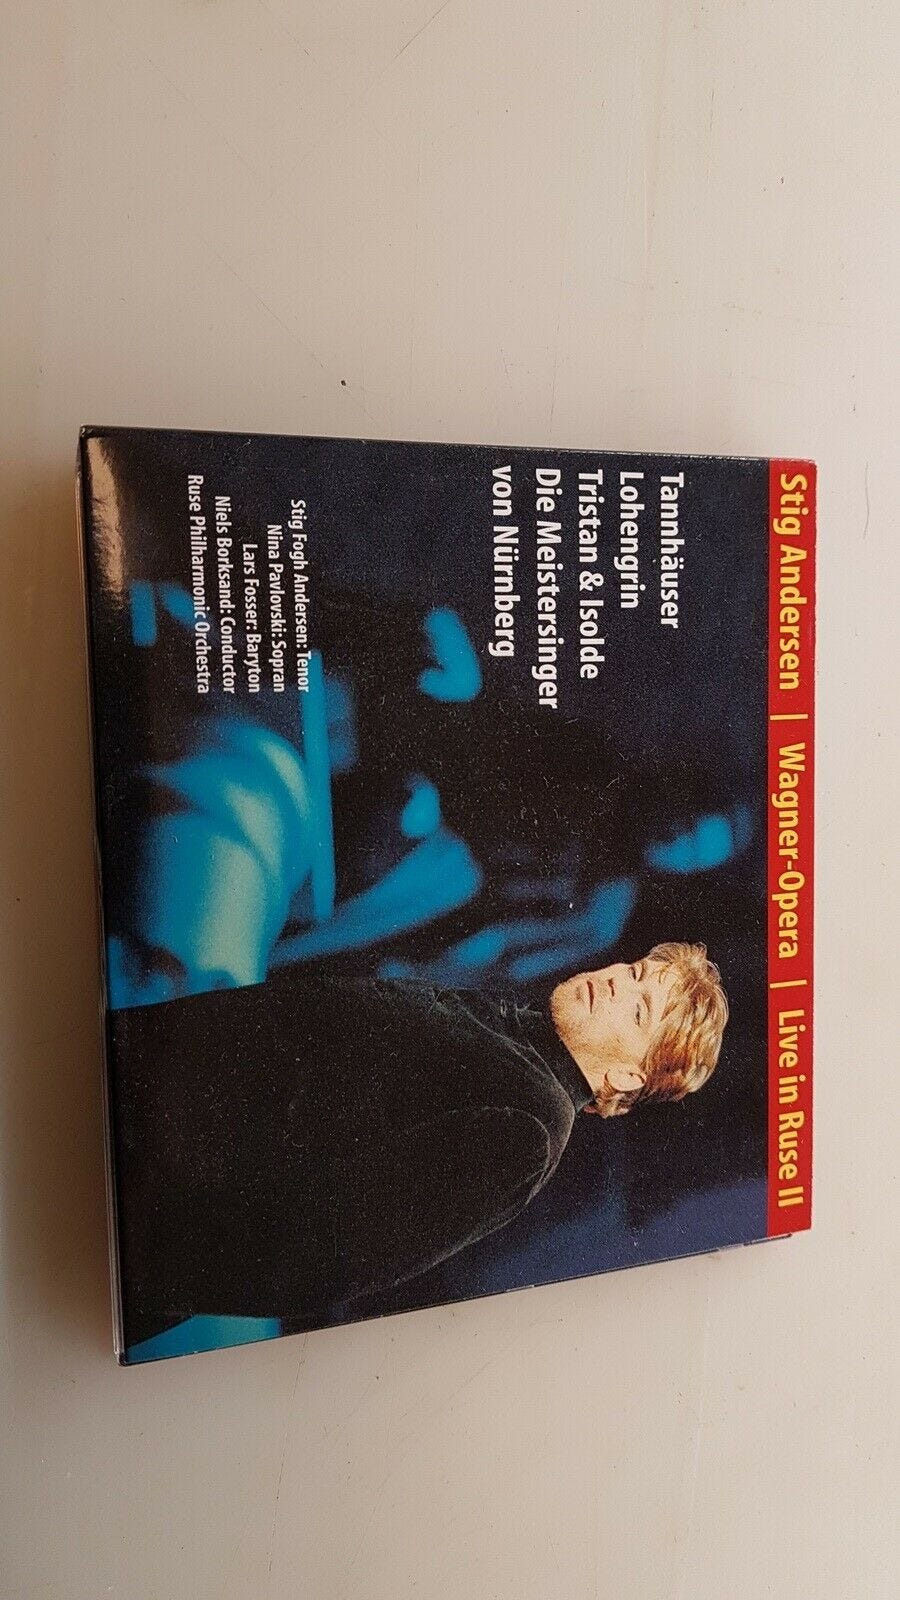 Stig Andersen | Wagner-Opera | Live in Ruse II
Tannhäuser
Lohengrin
Tristan & Isolde
Die Meistersinger
von Nürnberg
Stig Fogh Andersen: Tenor
Nina Pavlovski: Sopran
Lars Fosser: Baryton
Niels Borksand: Conductor
Ruse Philharmonic Orchestra